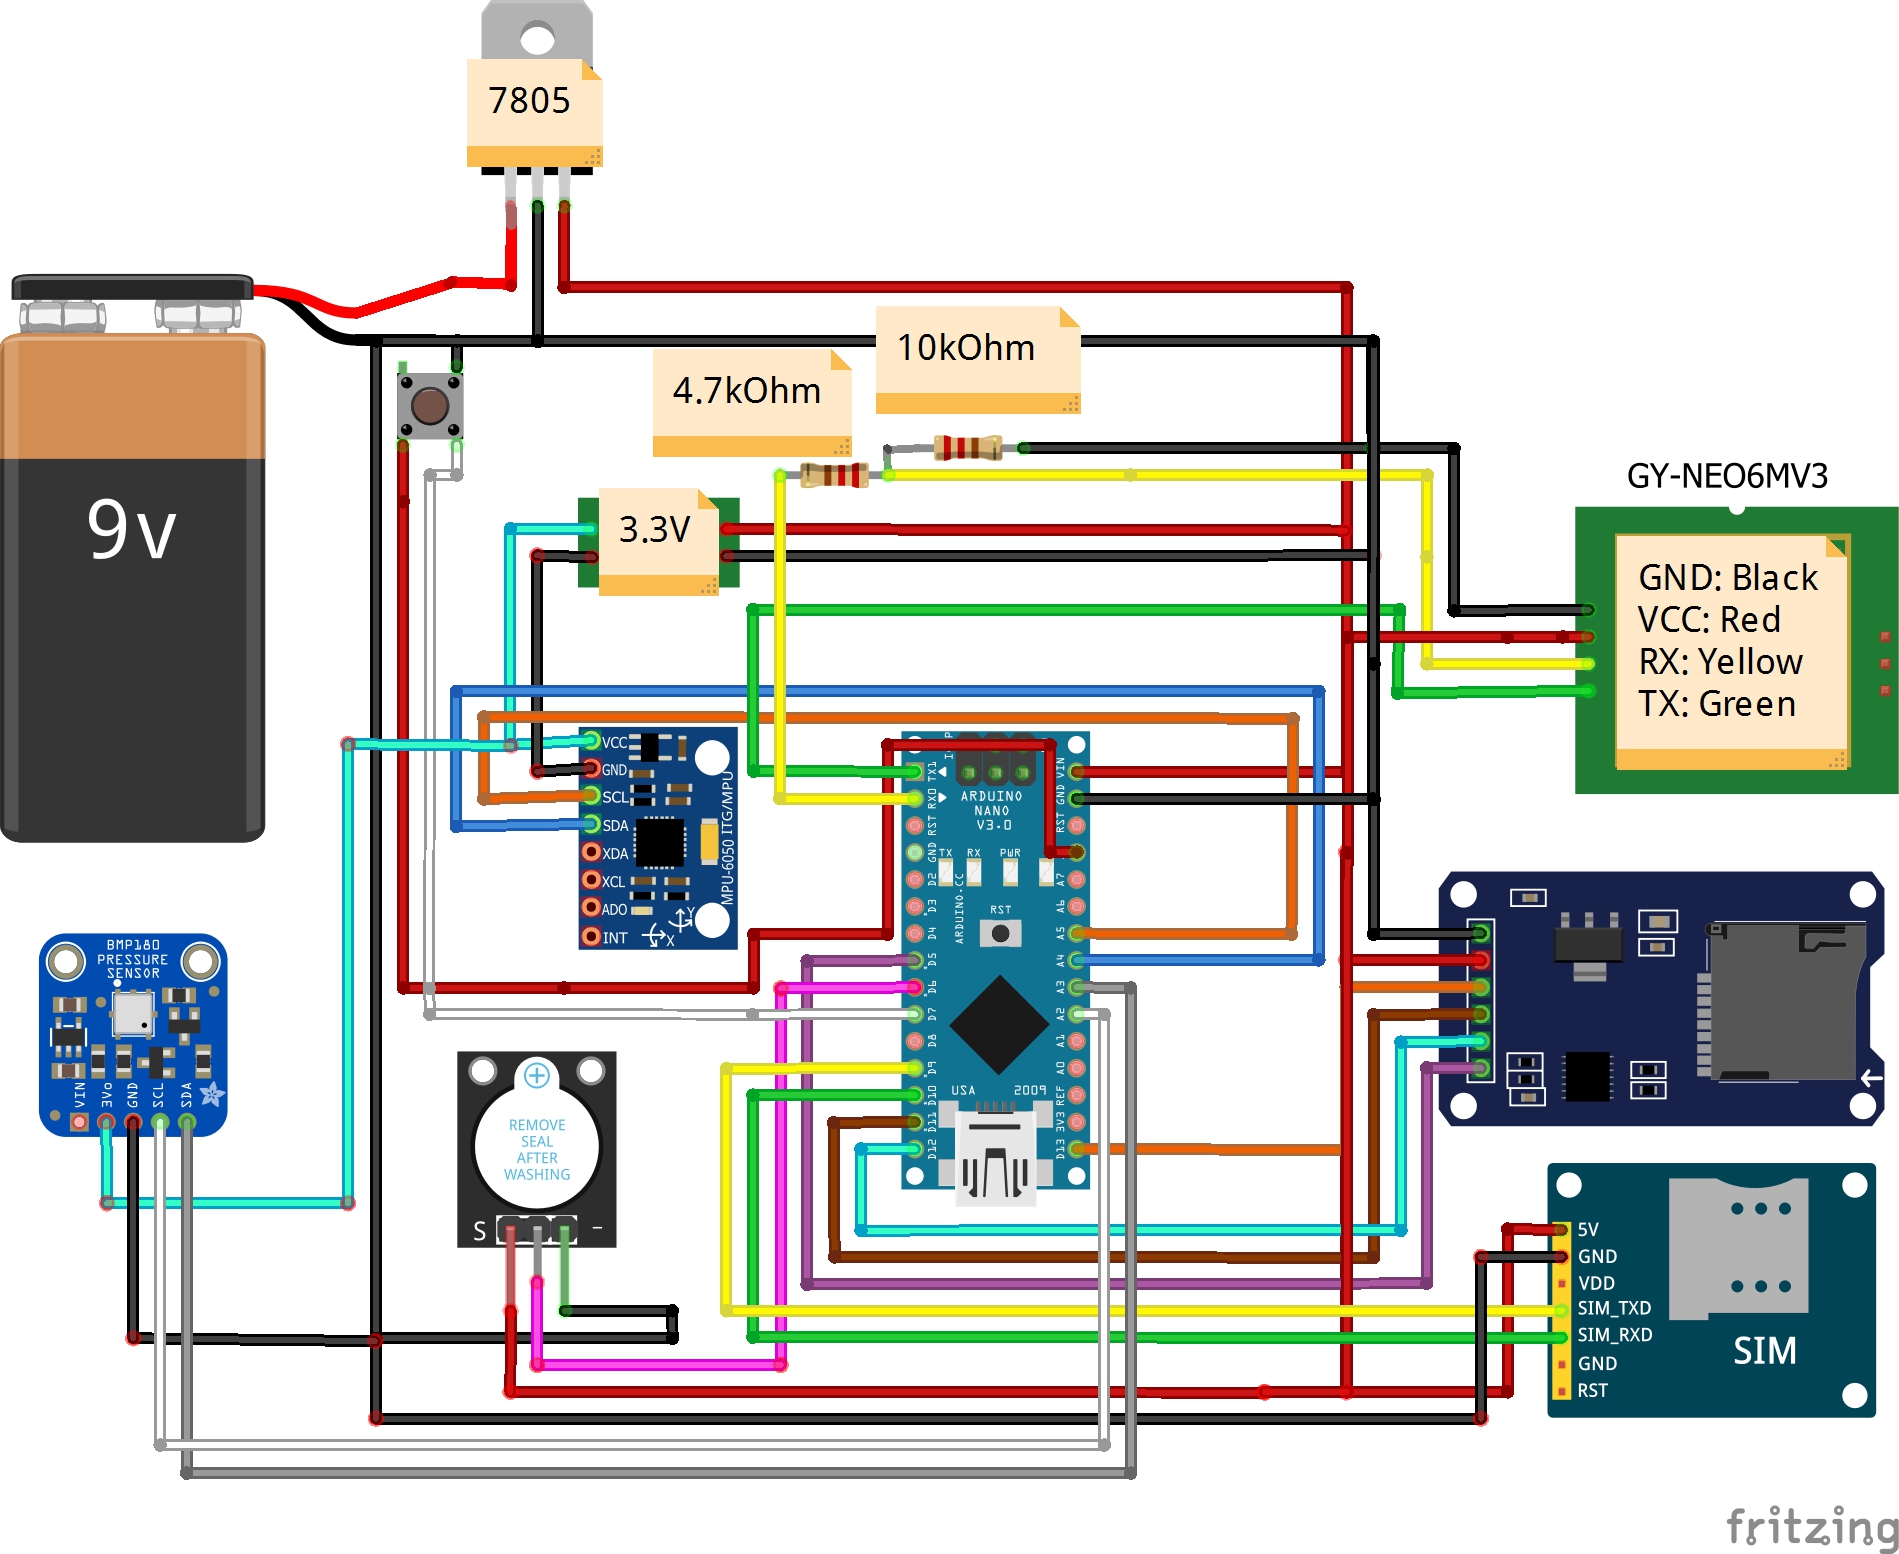 7805
10kOhm
4.7kOhm
9v
3.3V
GY-NEO6MV3
GND: Black
VCC: Red
RX: Yellow
TX: Green
VCC
GND
SCL
SDA
XDA
XCL
ADO
INT
MPU-6050 ITG/MPU
Y
X
ARDUINO
NANO
V3.0
TX RX PWR
RST
ARDUINO.CC
USA 2009
TX1
RX0
RST
GND
D2
D3
D4
D5
D6
D7
D8
D9
D10
D11
D12
VIN
GND
RST
A7
A6
A5
A4
A3
A2
A1
A0
REF
3V3
D13
BMP180
PRESSURE
SENSOR
VIN
3Vo
GND
SCL
SDA
REMOVE
SEAL
AFTER
WASHING
S -
5V
GND
VDD
SIM_TXD
SIM_RXD
GND
RST
SIM
fritzing